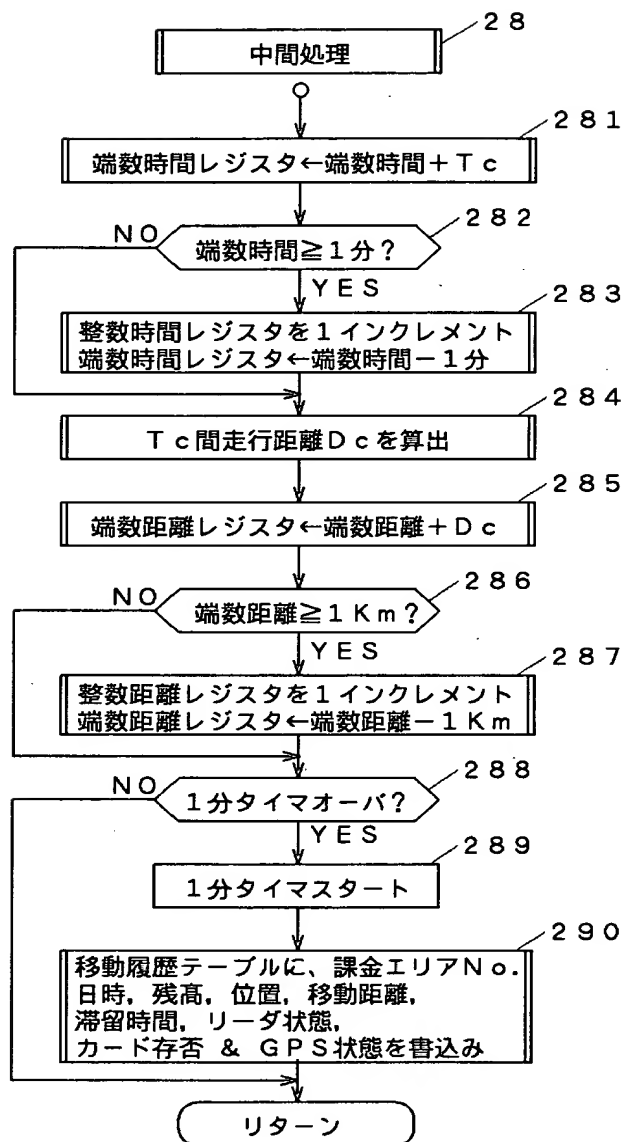 28
中間処理
281
端数時間レジスタ←端数時間+Tc
282
NO
端数時間≧1分?
YES
283
整数時間レジスタを1インクレメント
端数時間レジスタ←端数時間-1分
284
Tc間走行距離Dcを算出
285
端数距離レジスタ←端数距離+Dc
286
NO
端数距離≧1Km?
YES
287
整数距離レジスタを1インクレメント
端数距離レジスタ←端数距離-1Km
288
NO
1分タイマオーバ?
YES
289
1分タイマスタート
290
移動履歴テーブルに、課金エリアNo.
日時,残高,位置,移動距離,
滞留時間,リーダ状態,
カード存否 & GPS状態を書込み
リターン